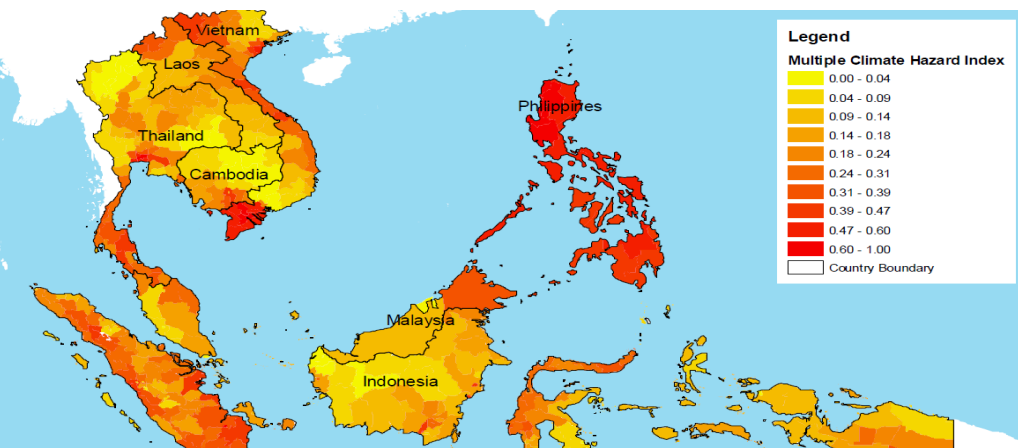 Vietnam
Laos
Thailand
Cambodia
Philippines
Malaysia
Indonesia
Legend
Multiple Climate Hazard Index
0.00 - 0.04
0.04 - 0.09
0.09 - 0.14
0.14 - 0.18
0.18 - 0.24
0.24 - 0.31
0.31 - 0.39
0.39 - 0.47
0.47 - 0.60
0.60 - 1.00
Country Boundary